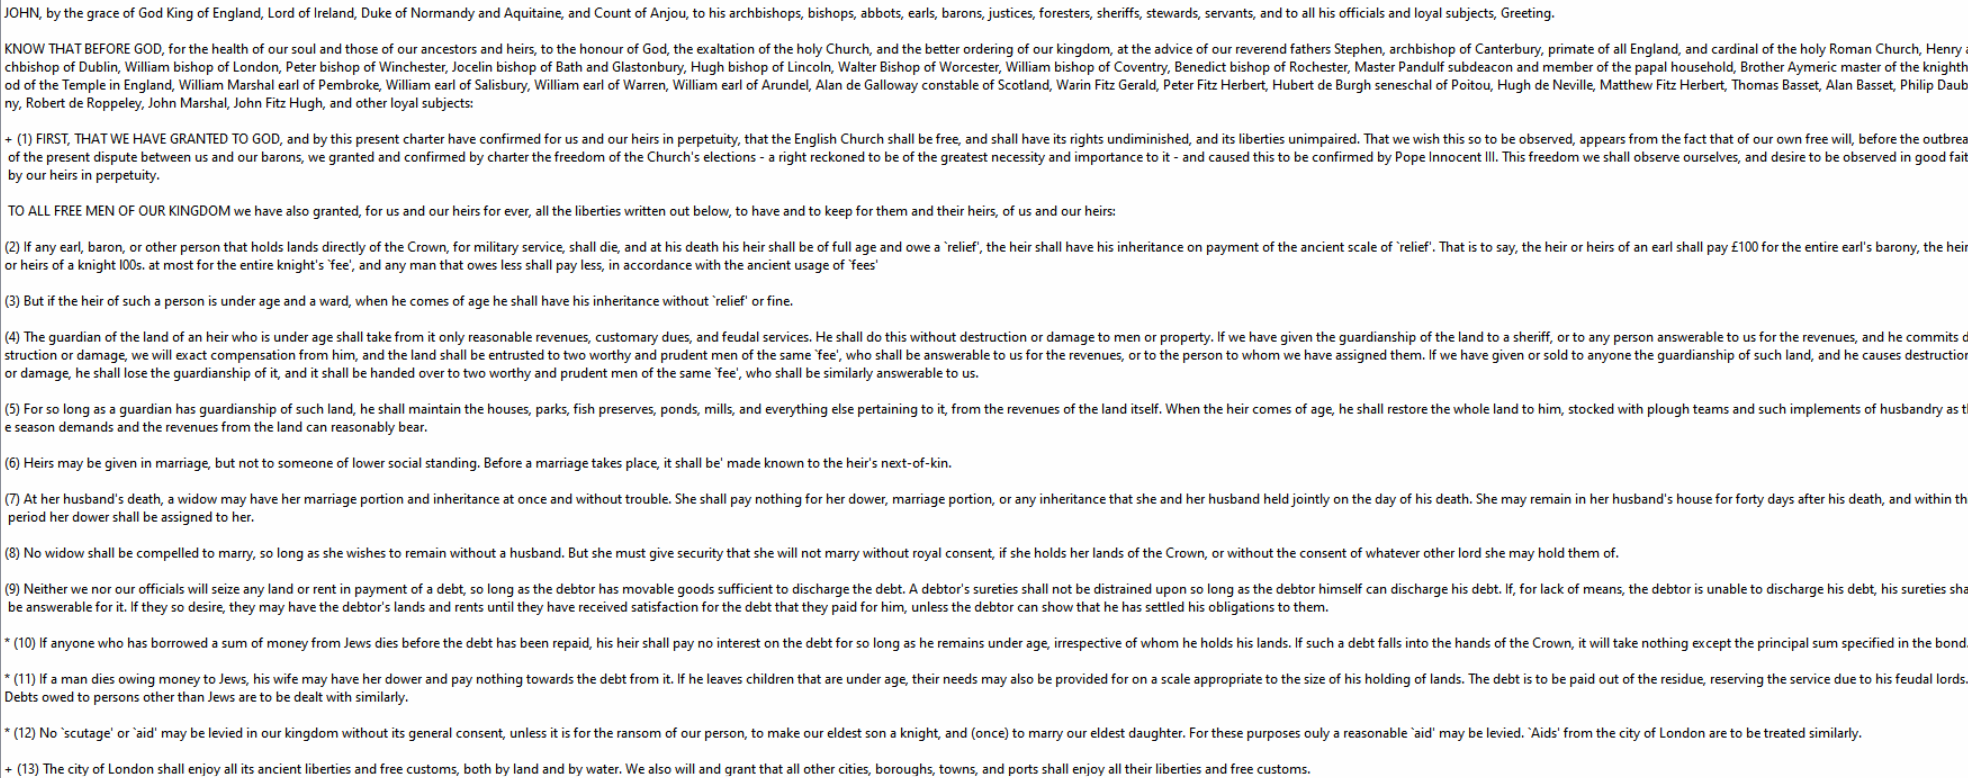 JOHN, by the grace of God King of England, Lord of Ireland, Duke of Normandy and Aquitaine, and Count of Anjou, to his archbishops, bishops, abbots, earls, barons, justices, foresters, sheriffs, stewards, servants, and to all his officials and loyal subjects, Greeting.
KNOW THAT BEFORE GOD, for the health of our soul and those of our ancestors and heirs, to the honour of God, the exaltation of the holy Church, and the better ordering of our kingdom, at the advice of our reverend fathers Stephen, archbishop of Canterbury, primate of all England, and cardinal of the holy Roman Church, Henry a
chbishop of Dublin, William bishop of London, Peter bishop of Winchester, Jocelin bishop of Bath and Glastonbury, Hugh bishop of Lincoln, Walter Bishop of Worcester, William bishop of Coventry, Benedict bishop of Rochester, Master Pandulf subdeacon and member of the papal household, Brother Aymeric master of the knighth
od of the Temple in England, William Marshal earl of Pembroke, William earl of Salisbury, William earl of Warren, William earl of Arundel, Alan de Galloway constable of Scotland, Warin Fitz Gerald, Peter Fitz Herbert, Hubert de Burgh seneschal of Poitou, Hugh de Neville, Matthew Fitz Herbert, Thomas Basset, Alan Basset, Philip Daub
ny, Robert de Roppeley, John Marshal, John Fitz Hugh, and other loyal subjects:
+ (1) FIRST, THAT WE HAVE GRANTED TO GOD, and by this present charter have confirmed for us and our heirs in perpetuity, that the English Church shall be free, and shall have its rights undiminished, and its liberties unimpaired. That we wish this so to be observed, appears from the fact that of our own free will, before the outbrea
of the present dispute between us and our barons, we granted and confirmed by charter the freedom of the Church's elections - a right reckoned to be of the greatest necessity and importance to it - and caused this to be confirmed by Pope Innocent III. This freedom we shall observe ourselves, and desire to be observed in good fait
by our heirs in perpetuity.
TO ALL FREE MEN OF OUR KINGDOM we have also granted, for us and our heirs for ever, all the liberties written out below, to have and to keep for them and their heirs, of us and our heirs:
(2) If any earl, baron, or other person that holds lands directly of the Crown, for military service, shall die, and at his death his heir shall be of full age and owe a `relief', the heir shall have his inheritance on payment of the ancient scale of `relief'. That is to say, the heir or heirs of an earl shall pay £100 for the entire earl's barony, the heir
or heirs of a knight l00s. at most for the entire knight's `fee', and any man that owes less shall pay less, in accordance with the ancient usage of `fees'
(3) But if the heir of such a person is under age and a ward, when he comes of age he shall have his inheritance without `relief' or fine.
(4) The guardian of the land of an heir who is under age shall take from it only reasonable revenues, customary dues, and feudal services. He shall do this without destruction or damage to men or property. If we have given the guardianship of the land to a sheriff, or to any person answerable to us for the revenues, and he commits d
struction or damage, we will exact compensation from him, and the land shall be entrusted to two worthy and prudent men of the same `fee', who shall be answerable to us for the revenues, or to the person to whom we have assigned them. If we have given or sold to anyone the guardianship of such land, and he causes destruction
or damage, he shall lose the guardianship of it, and it shall be handed over to two worthy and prudent men of the same `fee', who shall be similarly answerable to us.
(5) For so long as a guardian has guardianship of such land, he shall maintain the houses, parks, fish preserves, ponds, mills, and everything else pertaining to it, from the revenues of the land itself. When the heir comes of age, he shall restore the whole land to him, stocked with plough teams and such implements of husbandry as th
e season demands and the revenues from the land can reasonably bear.
(6) Heirs may be given in marriage, but not to someone of lower social standing. Before a marriage takes place, it shall be' made known to the heir's next-of-kin.
(7) At her husband's death, a widow may have her marriage portion and inheritance at once and without trouble. She shall pay nothing for her dower, marriage portion, or any inheritance that she and her husband held jointly on the day of his death. She may remain in her husband's house for forty days after his death, and within th
period her dower shall be assigned to her.
(8) No widow shall be compelled to marry, so long as she wishes to remain without a husband. But she must give security that she will not marry without royal consent, if she holds her lands of the Crown, or without the consent of whatever other lord she may hold them of.
(9) Neither we nor our officials will seize any land or rent in payment of a debt, so long as the debtor has movable goods sufficient to discharge the debt. A debtor's sureties shall not be distrained upon so long as the debtor himself can discharge his debt. If, for lack of means, the debtor is unable to discharge his debt, his sureties sha
be answerable for it. If they so desire, they may have the debtor's lands and rents until they have received satisfaction for the debt that they paid for him, unless the debtor can show that he has settled his obligations to them.
* (10) If anyone who has borrowed a sum of money from Jews dies before the debt has been repaid, his heir shall pay no interest on the debt for so long as he remains under age, irrespective of whom he holds his lands. If such a debt falls into the hands of the Crown, it will take nothing except the principal sum specified in the bond.
* (11) If a man dies owing money to Jews, his wife may have her dower and pay nothing towards the debt from it. If he leaves children that are under age, their needs may also be provided for on a scale appropriate to the size of his holding of lands. The debt is to be paid out of the residue, reserving the service due to his feudal lords.
Debts owed to persons other than Jews are to be dealt with similarly.
* (12) No `scutage' or `aid' may be levied in our kingdom without its general consent, unless it is for the ransom of our person, to make our eldest son a knight, and (once) to marry our eldest daughter. For these purposes ouly a reasonable `aid' may be levied. `Aids' from the city of London are to be treated similarly.
+ (13) The city of London shall enjoy all its ancient liberties and free customs, both by land and by water. We also will and grant that all other cities, boroughs, towns, and ports shall enjoy all their liberties and free customs.